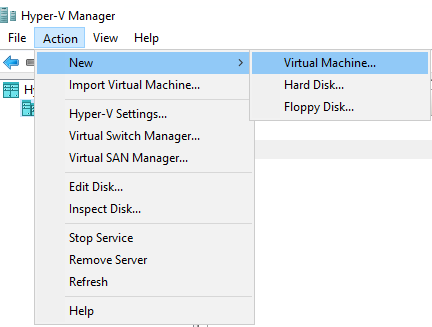 Hyper-V Manager
File Action View Help
New Virtual Machine...
Import Virtual Machine... Hard Disk...
Hyper-V Settings... Floppy Disk...
Virtual Switch Manager...
Virtual SAN Manager...
Edit Disk...
Inspect Disk...
Stop Service
Remove Server
Refresh
Help